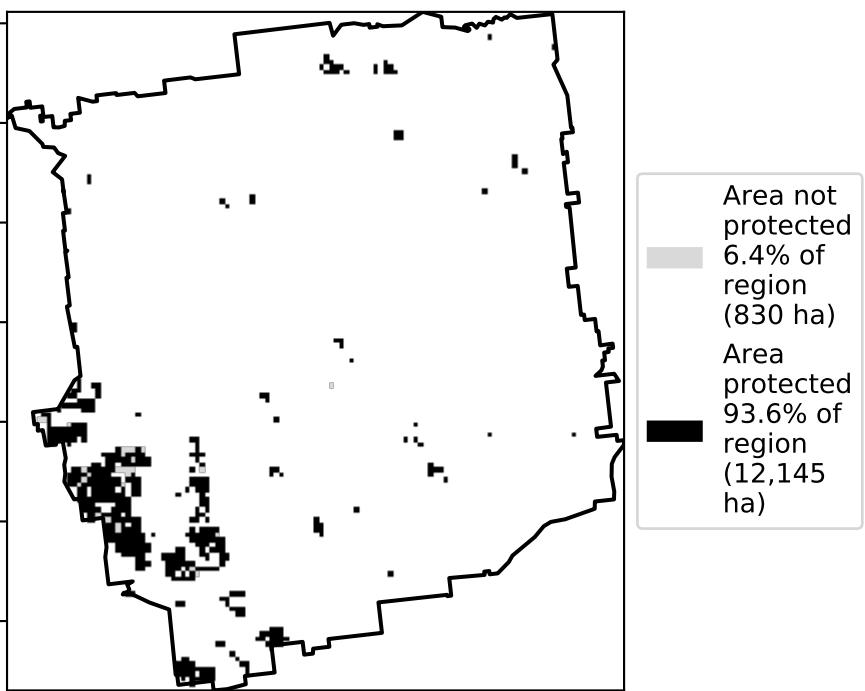 Area not
protected
6.4% of
region
(830 ha)
Area
protected
93.6% of
region
(12,145
ha)